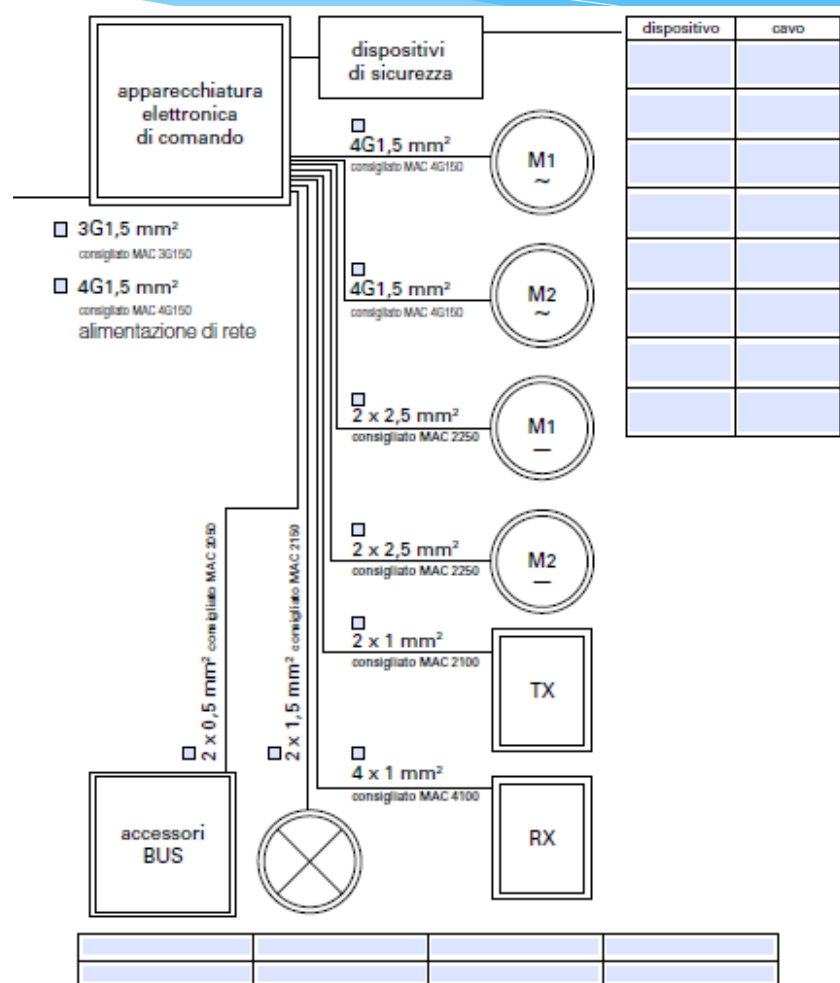 apparecchiatura
elettronica
di comando
dispositivi
di sicurezza
dispositivo
cavo
4G1,5 mm²
consigliato MAC 4G150
M1
~
3G1,5 mm²
consigliato MAC 3G150
4G1,5 mm²
consigliato MAC 4G150
alimentazione di rete
4G1,5 mm²
consigliato MAC 4G150
M2
~
2 x 2,5 mm²
consigliato MAC 2250
M1
—
2 x 2,5 mm²
consigliato MAC 2250
M2
—
2 x 0,5 mm² consigliato MAC 2050
2 x 1,5 mm² consigliato MAC 2150
2 x 1 mm²
consigliato MAC 2100
TX
4 x 1 mm²
consigliato MAC 4100
RX
accessori
BUS